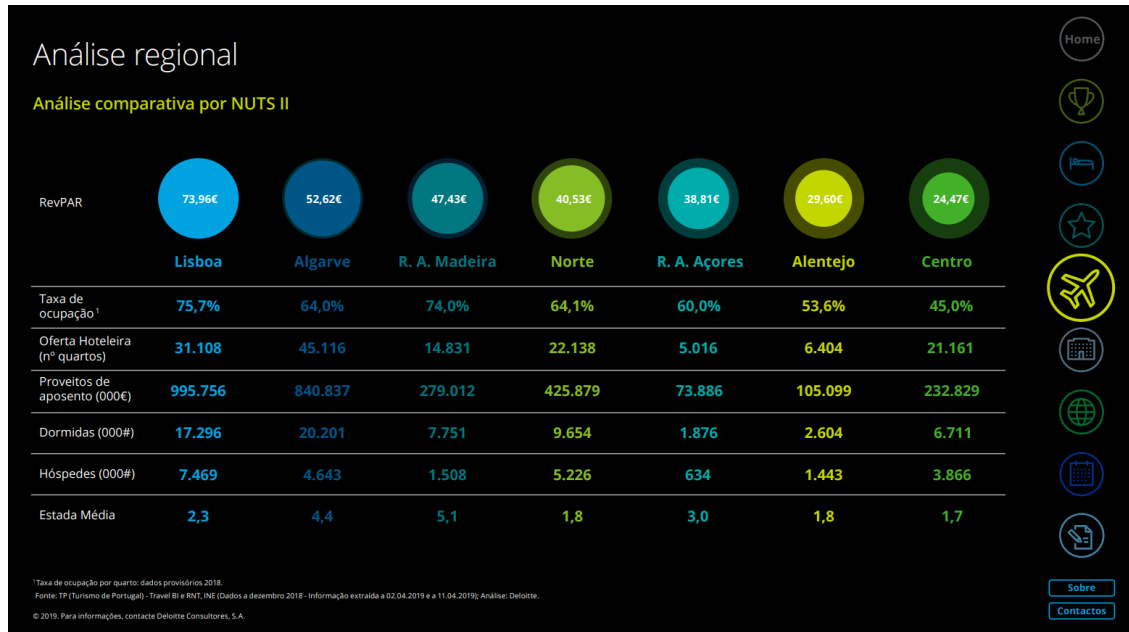 Análise regional
Home
Análise comparativa por NUTS II
RevPAR
73,96€ 52,62€ 47,43€ 40,53€ 38,81€ 29,60€ 24,47€
Lisboa Algarve R. A. Madeira Norte R. A. Açores Alentejo Centro
Taxa de
ocupação ¹ 75,7% 64,0% 74,0% 64,1% 60,0% 53,6% 45,0%
Oferta Hoteleira
(nº quartos) 31.108 45.116 14.831 22.138 5.016 6.404 21.161
Proveitos de
aposento (000€) 995.756 840.837 279.012 425.879 73.886 105.099 232.829
Dormidas (000#) 17.296 20.201 7.751 9.654 1.876 2.604 6.711
Hóspedes (000#) 7.469 4.643 1.508 5.226 634 1.443 3.866
Estada Média 2,3 4,4 5,1 1,8 3,0 1,8 1,7
¹ Taxa de ocupação por quarto: dados provisórios 2018.
Fonte: TP (Turismo de Portugal) - Travel BI e RNT, INE (Dados a dezembro 2018 - Informação extraída a 02.04.2019 e a 11.04.2019); Análise: Deloitte.
© 2019. Para informações, contacte Deloitte Consultores, S.A.
Sobre
Contactos